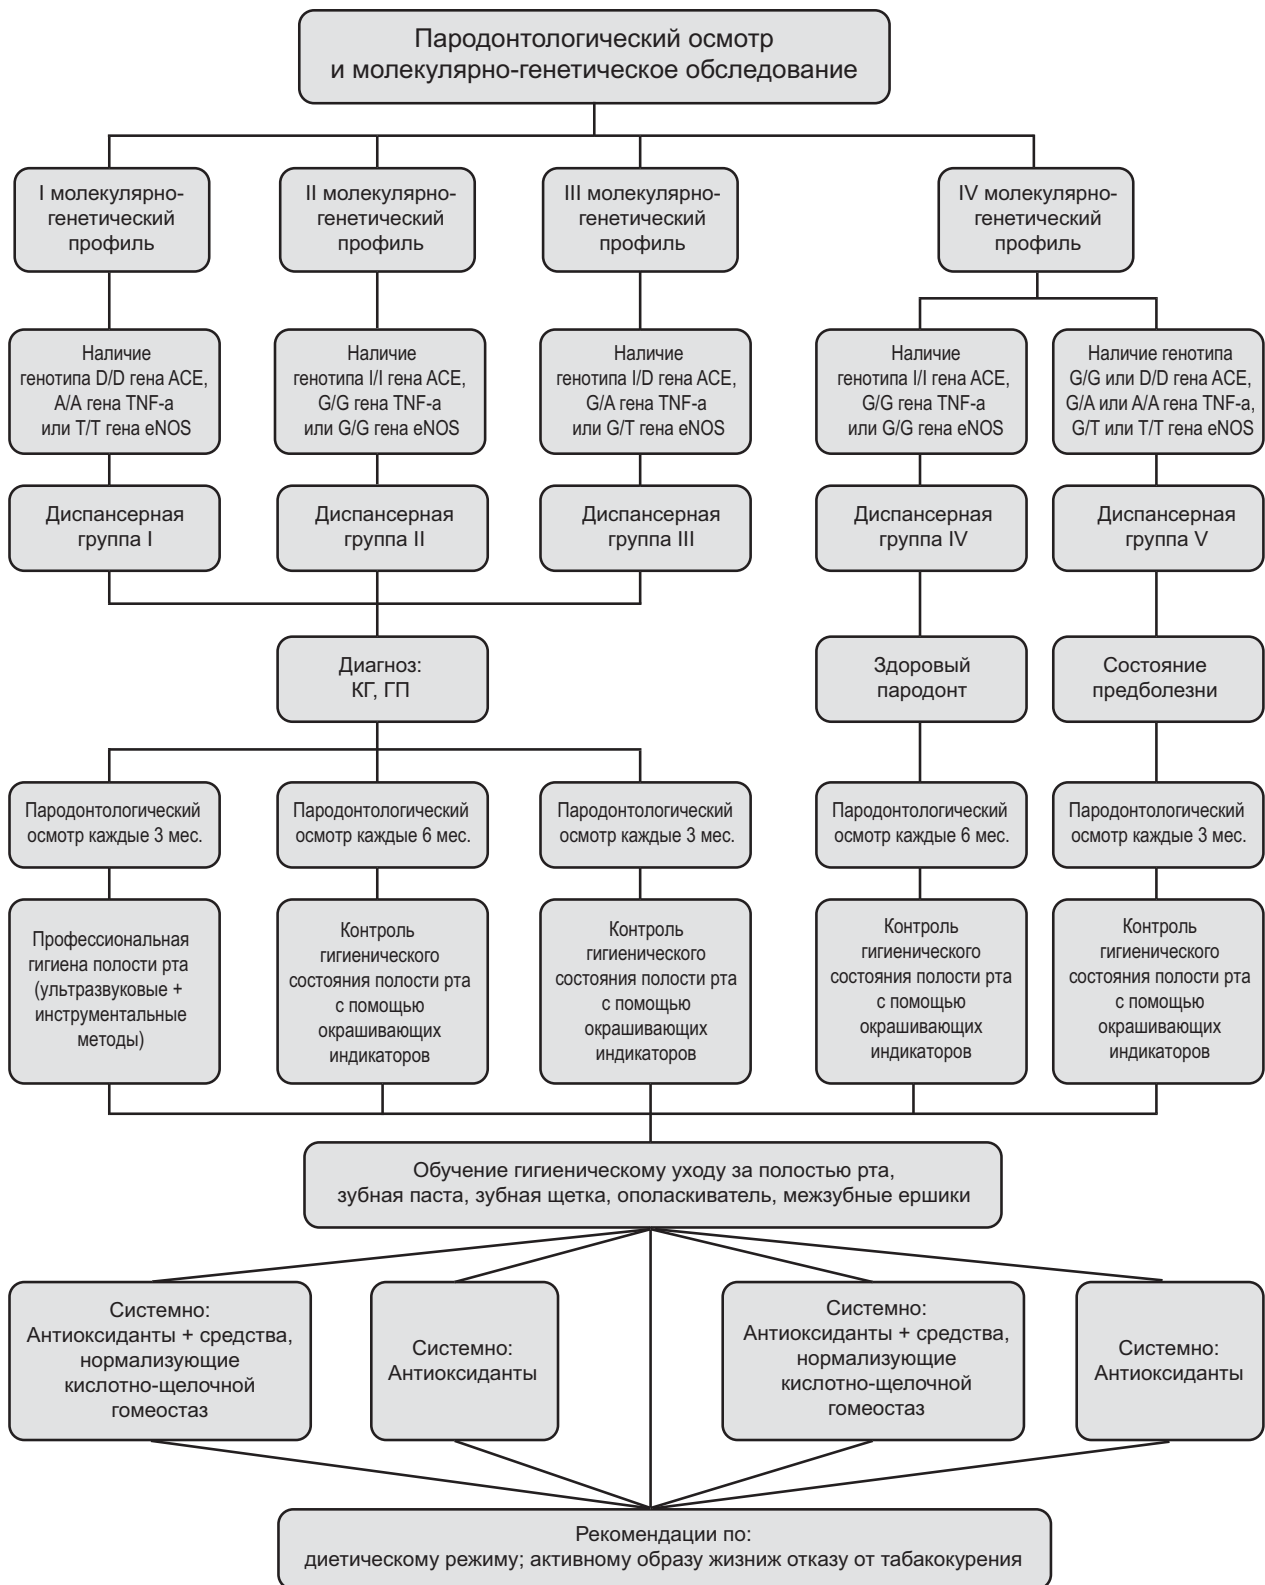 Пародонтологический осмотр
и молекулярно-генетическое обследование
I молекулярно-
генетический
профиль
II молекулярно-
генетический
профиль
III молекулярно-
генетический
профиль
IV молекулярно-
генетический
профиль
Наличие
генотипа D/D гена ACE,
A/A гена TNF-a
или T/T гена eNOS
Наличие
генотипа I/I гена ACE,
G/G гена TNF-a
или G/G гена eNOS
Наличие
генотипа I/D гена ACE,
G/A гена TNF-a
или G/T гена eNOS
Наличие
генотипа I/I гена ACE,
G/G гена TNF-a
или G/G гена eNOS
Наличие генотипа
G/G или D/D гена ACE,
G/A или A/A гена TNF-a,
G/T или T/T гена eNOS
Диспансерная
группа I
Диспансерная
группа II
Диспансерная
группа III
Диспансерная
группа IV
Диспансерная
группа V
Диагноз:
КГ, ГП
Здоровый
пародонт
Состояние
предболезни
Пародонтологический
осмотр каждые 3 мес.
Пародонтологический
осмотр каждые 6 мес.
Пародонтологический
осмотр каждые 3 мес.
Пародонтологический
осмотр каждые 6 мес.
Пародонтологический
осмотр каждые 3 мес.
Профессиональная
гигиена полости рта
(ультразвуковые +
инструментальные
методы)
Контроль
гигиенического
состояния полости рта
с помощью
окрашивающих
индикаторов
Контроль
гигиенического
состояния полости рта
с помощью
окрашивающих
индикаторов
Контроль
гигиенического
состояния полости рта
с помощью
окрашивающих
индикаторов
Контроль
гигиенического
состояния полости рта
с помощью
окрашивающих
индикаторов
Обучение гигиеническому уходу за полостью рта,
зубная паста, зубная щетка, ополаскиватель, межзубные ершики
Системно:
Антиоксиданты + средства,
нормализующие
кислотно-щелочной
гомеостаз
Системно:
Антиоксиданты
Системно:
Антиоксиданты + средства,
нормализующие
кислотно-щелочной
гомеостаз
Системно:
Антиоксиданты
Рекомендации по:
диетическому режиму; активному образу жизниж отказу от табакокурения